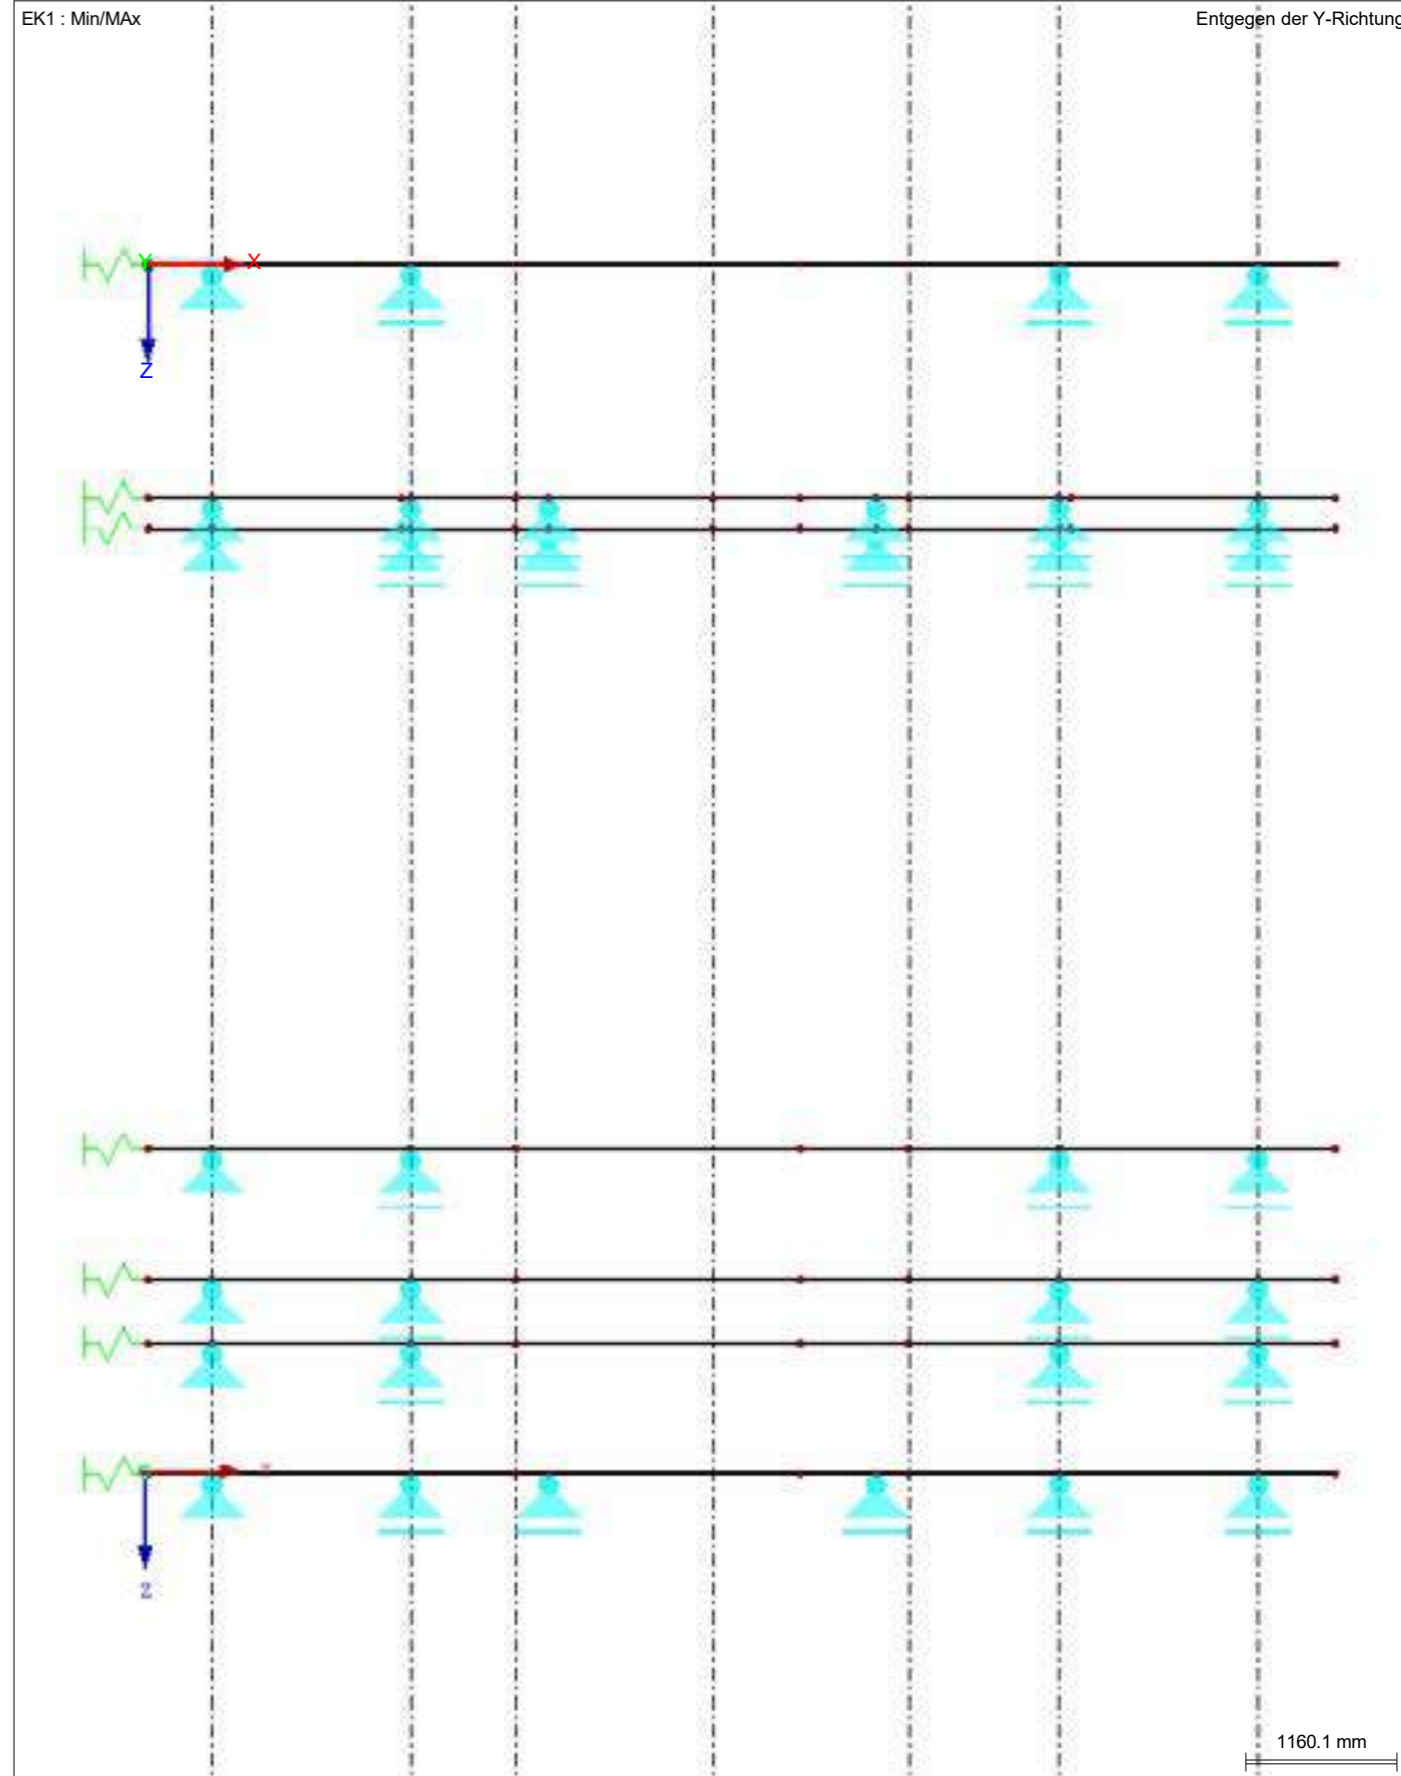 EK1 : Min/MAx
Entgegen der Y-Richtung
Y
X
Z
z
1160.1 mm